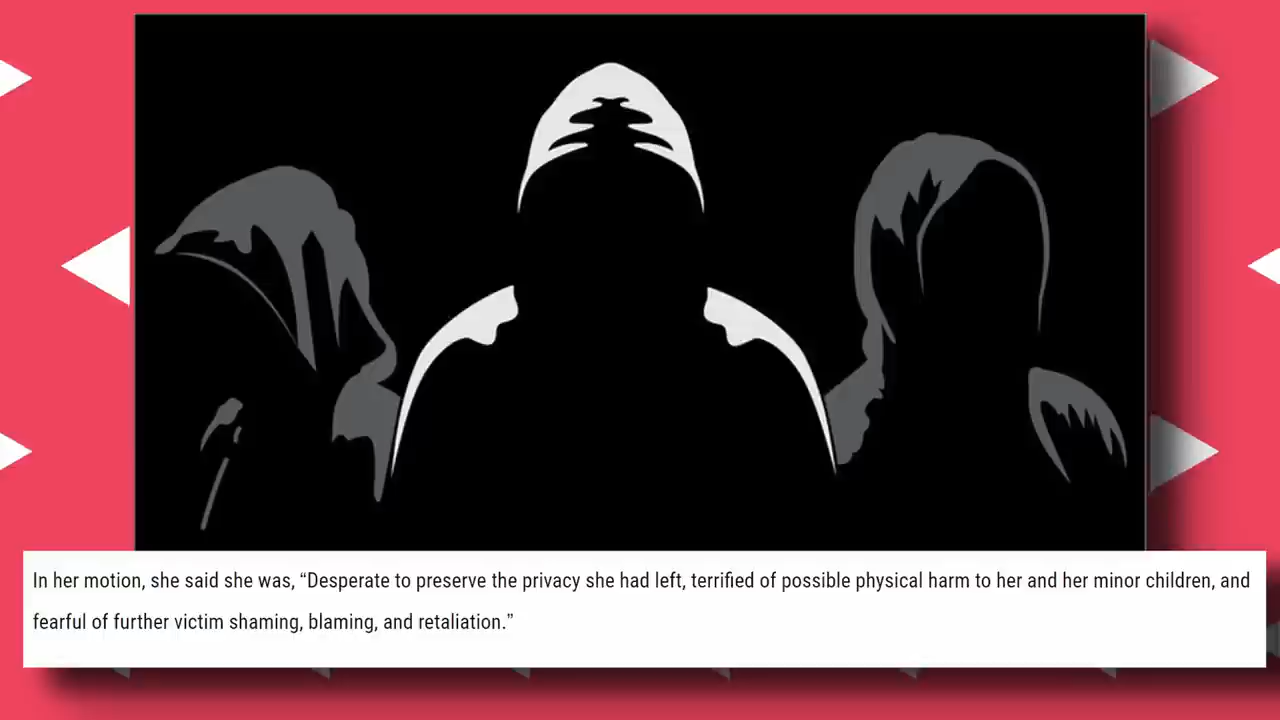 In her motion, she said she was, “Desperate to preserve the privacy she had left, terrified of possible physical harm to her and her minor children, and
fearful of further victim shaming, blaming, and retaliation.”